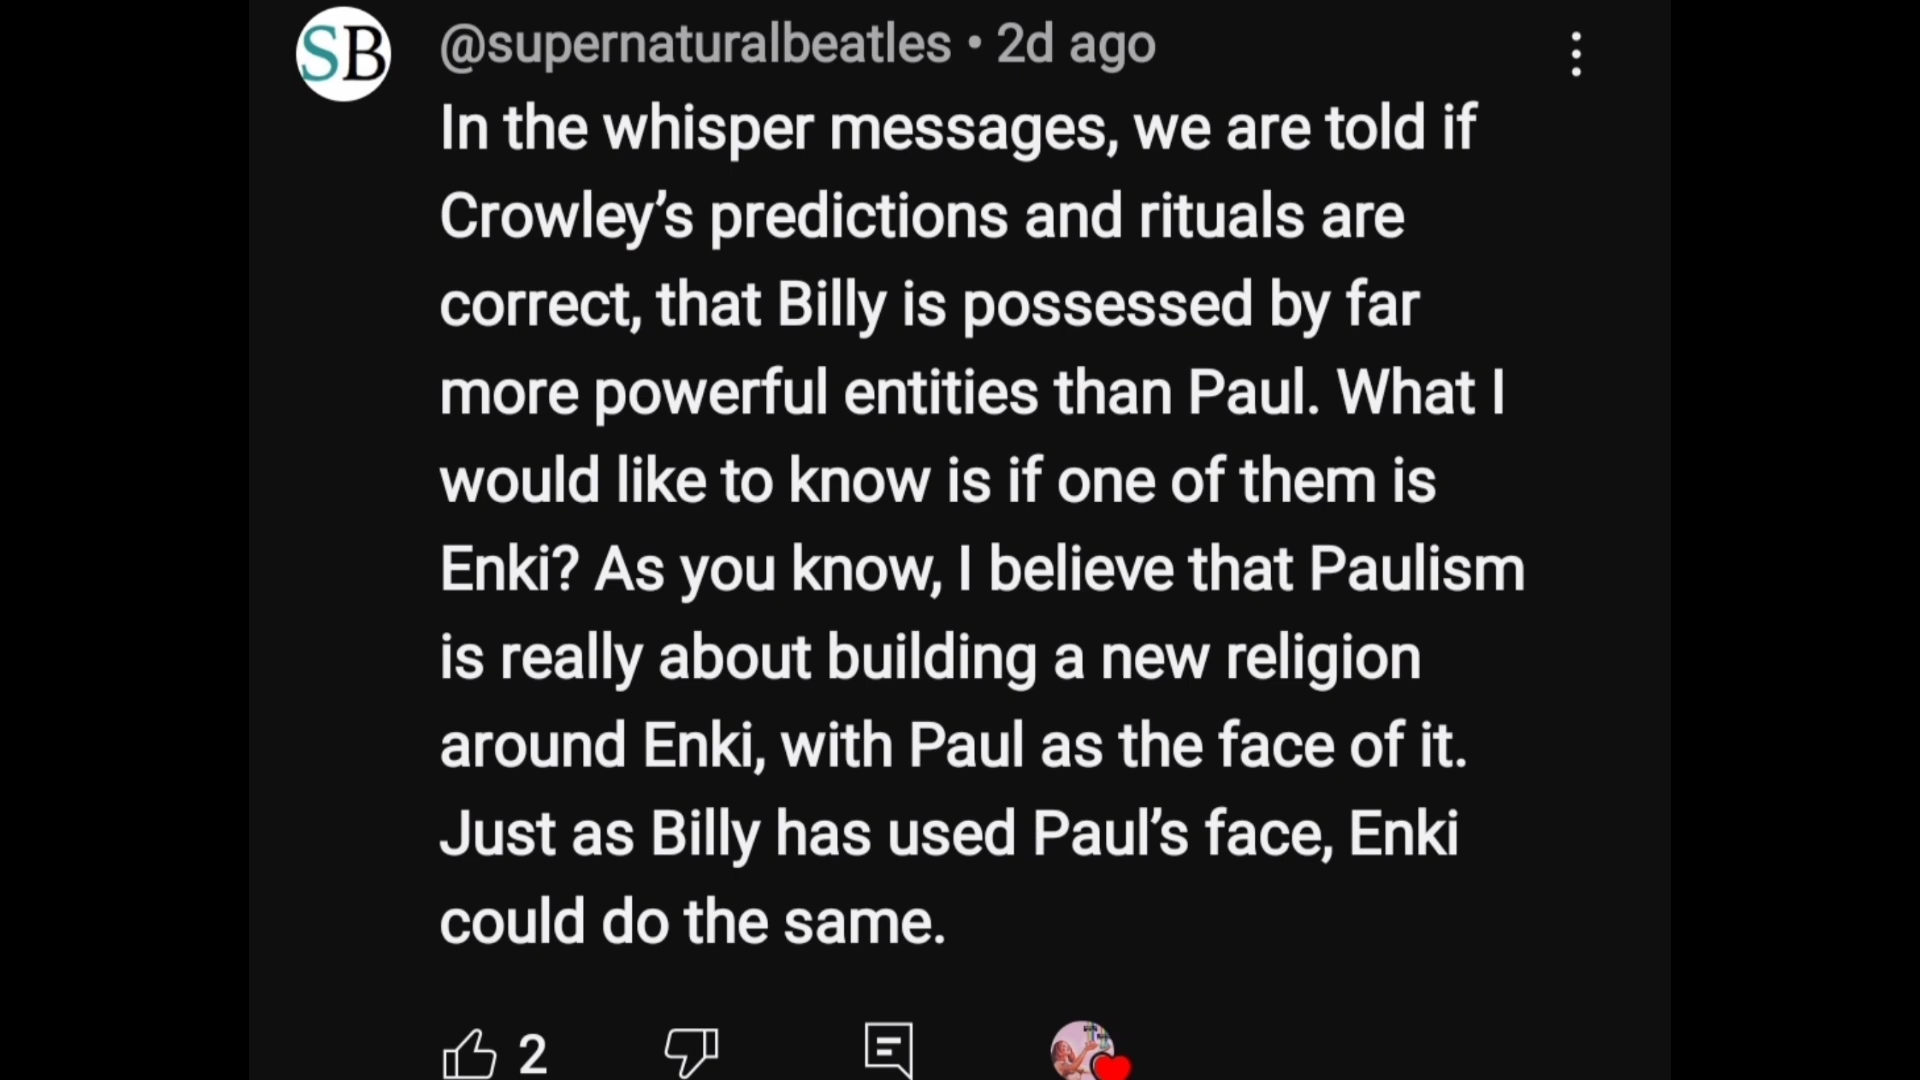 SB
@supernaturalbeatles • 2d ago
In the whisper messages, we are told if
Crowley’s predictions and rituals are
correct, that Billy is possessed by far
more powerful entities than Paul. What I
would like to know is if one of them is
Enki? As you know, I believe that Paulism
is really about building a new religion
around Enki, with Paul as the face of it.
Just as Billy has used Paul’s face, Enki
could do the same.
2